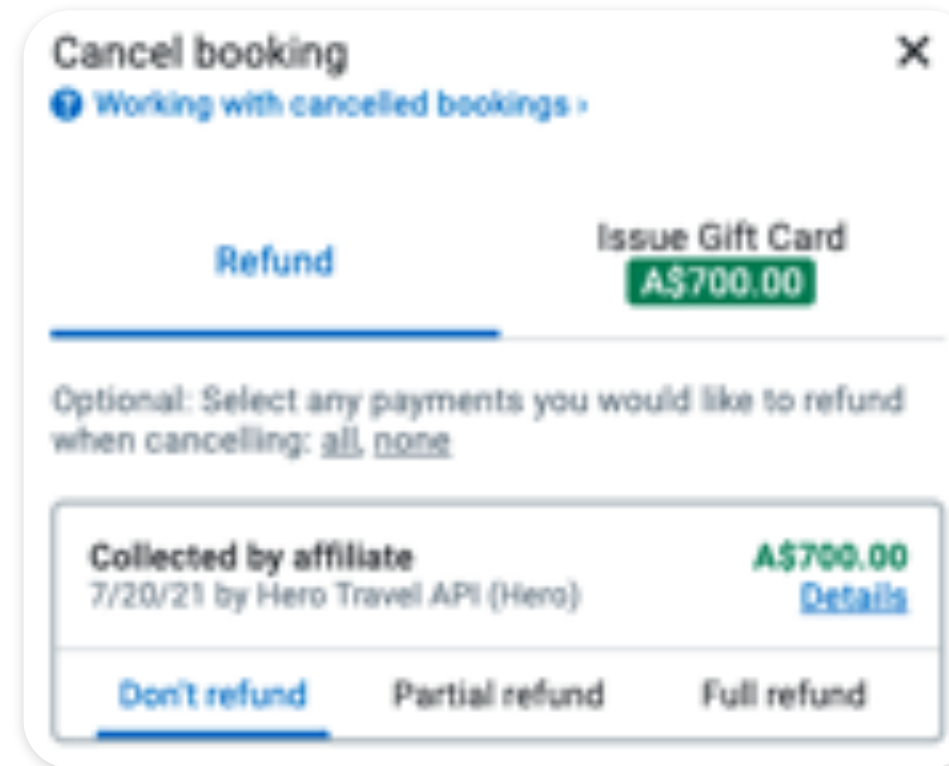 Cancel booking
Working with cancelled bookings ›
Refund
Issue Gift Card
A$700.00
Optional: Select any payments you would like to refund
when cancelling: all, none
Collected by affiliate
A$700.00
7/20/21 by Hero Travel API (Hero)
Details
Don't refund
Partial refund
Full refund